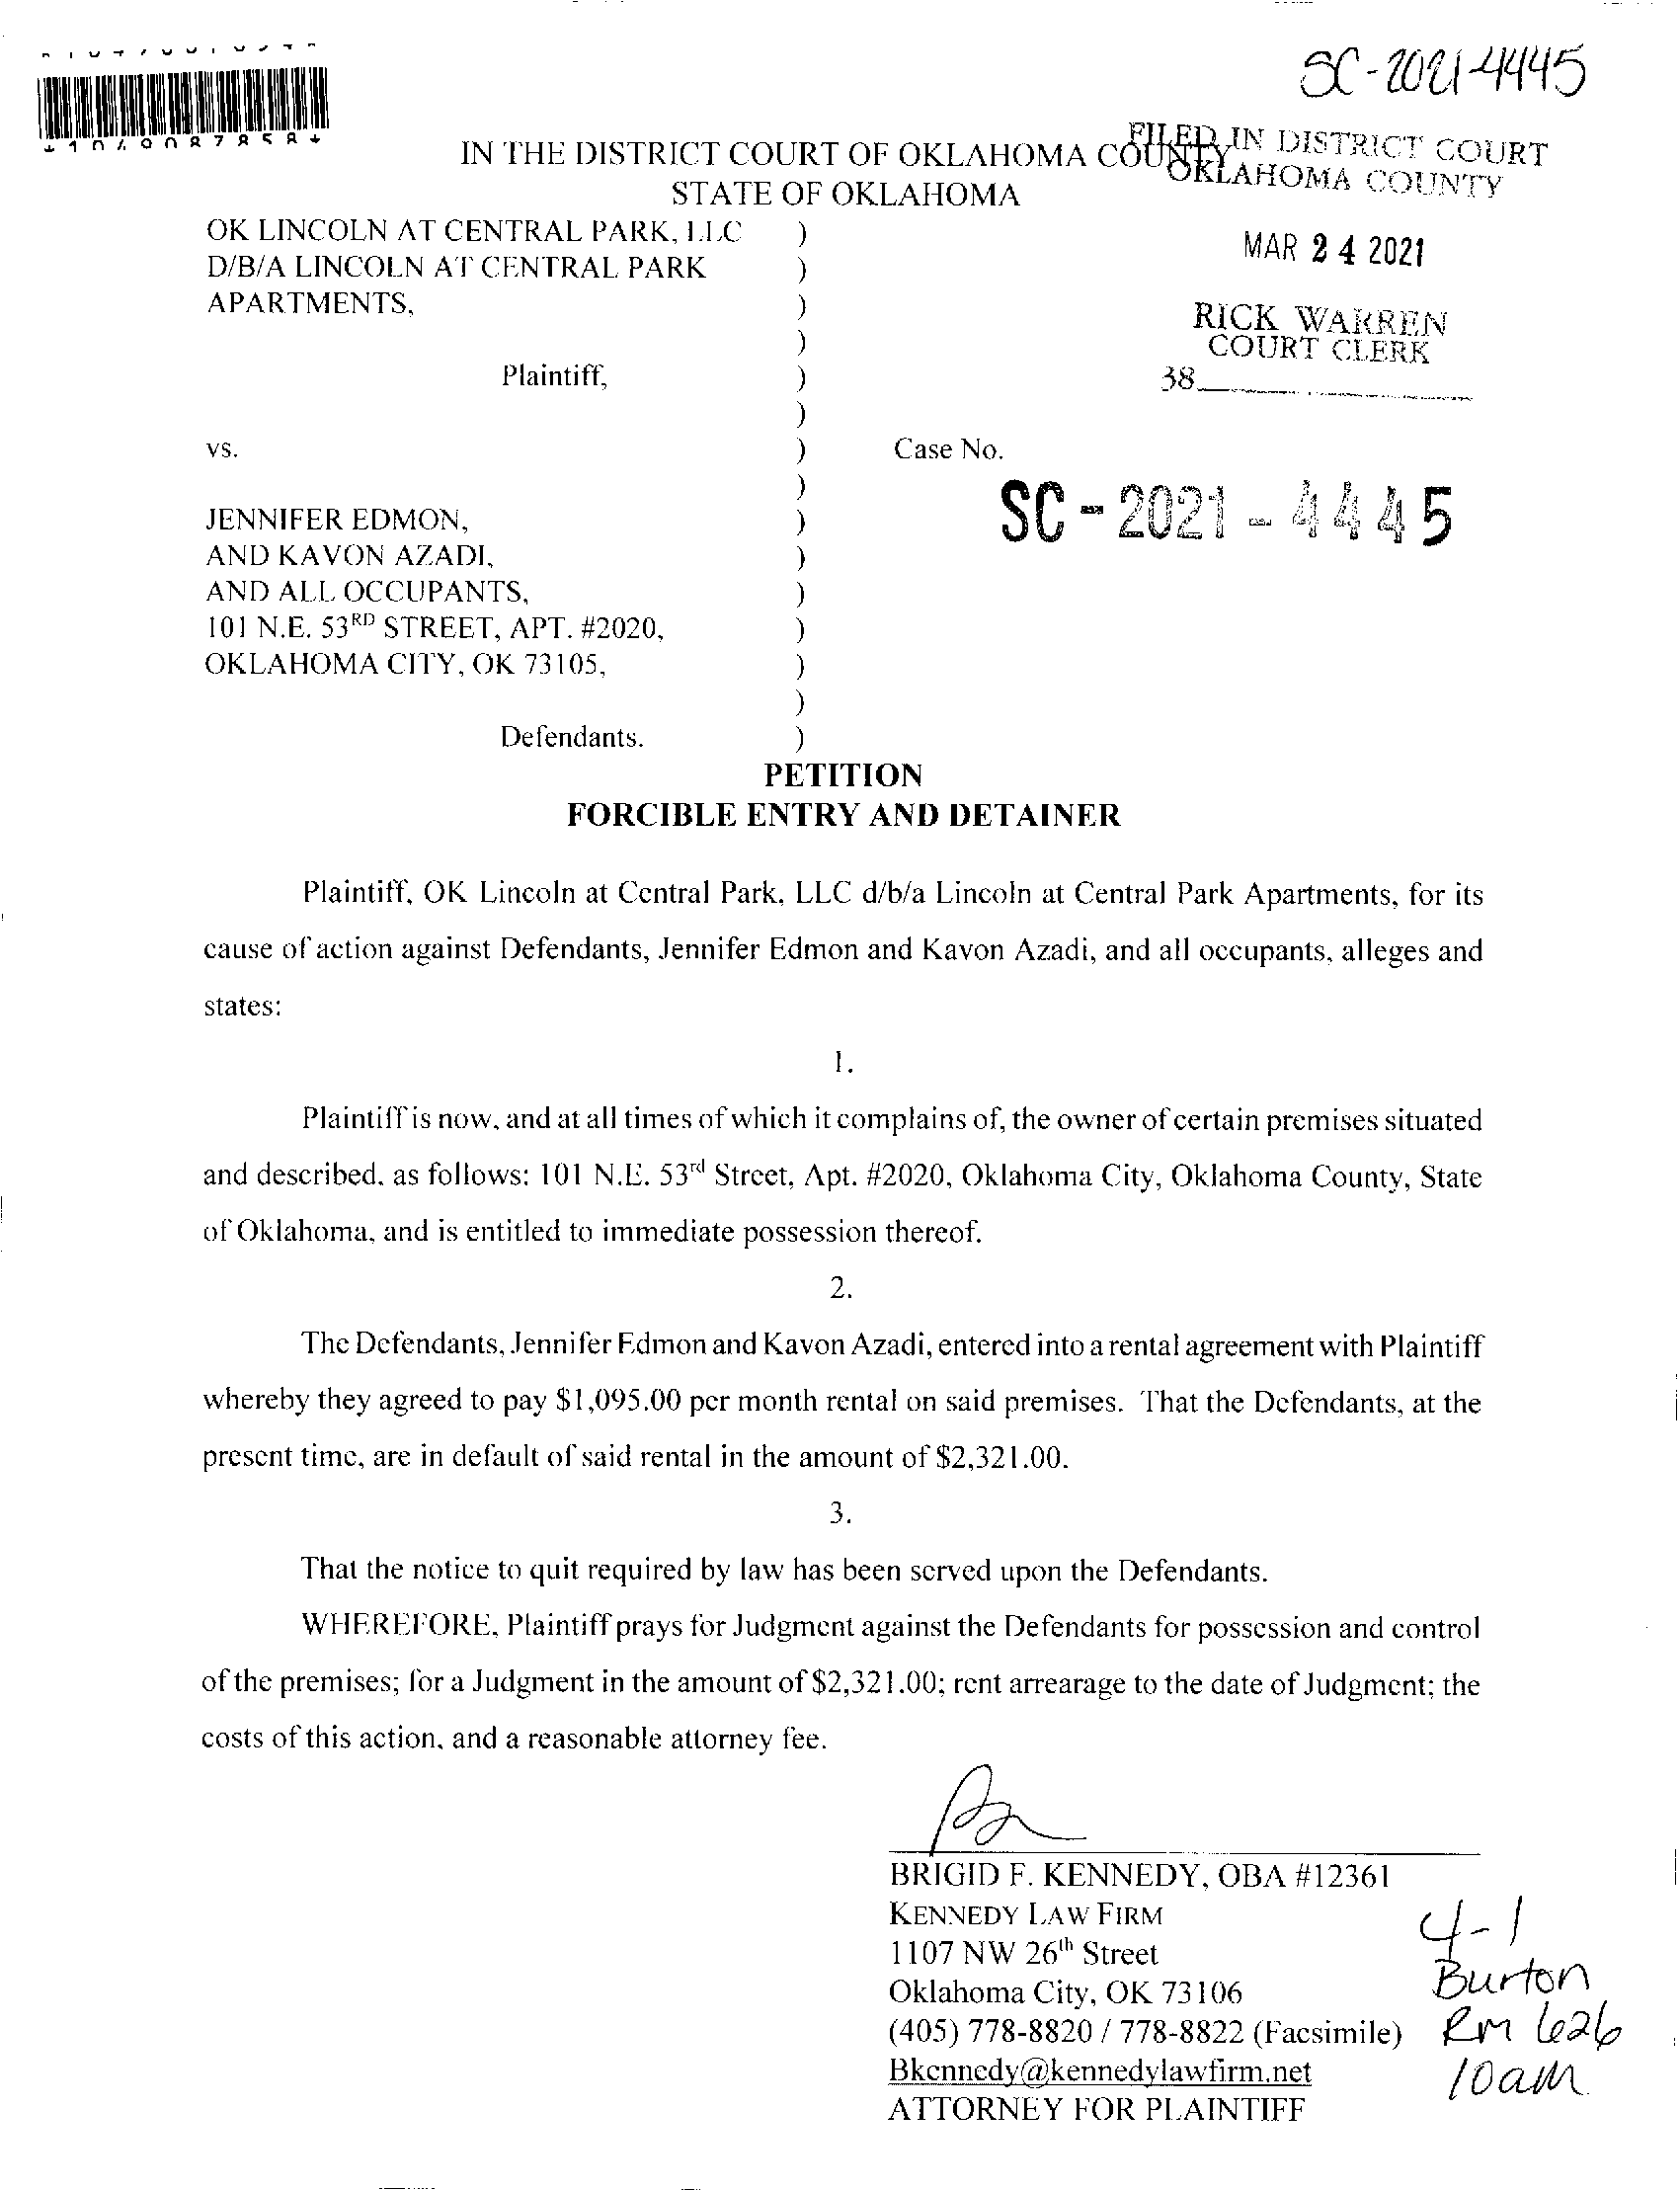 SC-2021-4445
IN THE DISTRICT COURT OF OKLAHOMA COUNTY
STATE OF OKLAHOMA
FILED IN DISTRICT COURT
OKLAHOMA COUNTY
MAR 24 2021
RICK WARREN
COURT CLERK
38
OK LINCOLN AT CENTRAL PARK, LLC )
D/B/A LINCOLN AT CENTRAL PARK )
APARTMENTS, )
)
Plaintiff, )
)
vs. ) Case No.
)
SC-2021-4445
JENNIFER EDMON, )
AND KAVON AZADI, )
AND ALL OCCUPANTS, )
101 N.E. 53RD STREET, APT. #2020, )
OKLAHOMA CITY, OK 73105, )
)
Defendants. )
PETITION
FORCIBLE ENTRY AND DETAINER
Plaintiff, OK Lincoln at Central Park, LLC d/b/a Lincoln at Central Park Apartments, for its
cause of action against Defendants, Jennifer Edmon and Kavon Azadi, and all occupants, alleges and
states:
1.
Plaintiff is now, and at all times of which it complains of, the owner of certain premises situated
and described, as follows: 101 N.E. 53rd Street, Apt. #2020, Oklahoma City, Oklahoma County, State
of Oklahoma, and is entitled to immediate possession thereof.
2.
The Defendants, Jennifer Edmon and Kavon Azadi, entered into a rental agreement with Plaintiff
whereby they agreed to pay $1,095.00 per month rental on said premises. That the Defendants, at the
present time, are in default of said rental in the amount of $2,321.00.
3.
That the notice to quit required by law has been served upon the Defendants.
WHEREFORE, Plaintiff prays for Judgment against the Defendants for possession and control
of the premises; for a Judgment in the amount of $2,321.00; rent arrearage to the date of Judgment; the
costs of this action, and a reasonable attorney fee.
BRIGID F. KENNEDY, OBA #12361
KENNEDY LAW FIRM
1107 NW 26th Street
Oklahoma City, OK 73106
(405) 778-8820 / 778-8822 (Facsimile)
Bkennedy@kennedylawfirm.net
ATTORNEY FOR PLAINTIFF
4-1
Burton
Rm 626
10am